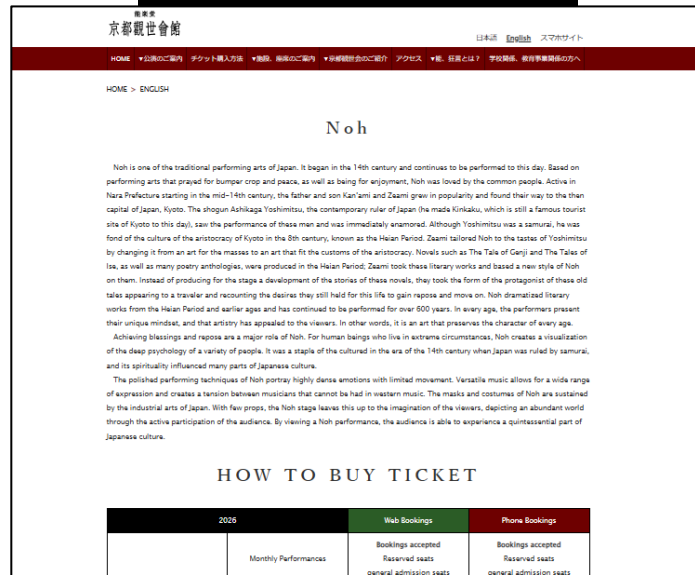 能楽堂
京都觀世會館
日本語 English スマホサイト
HOME ▾公演のご案内 チケット購入方法 ▾施設、座席のご案内 ▾京都観世会のご紹介 アクセス ▾能、狂言とは？ 学校関係、教育事業関係の方へ
HOME > ENGLISH
Noh
Noh is one of the traditional performing arts of Japan. It began in the 14th century and continues to be performed to this day. Based on
performing arts that prayed for bumper crop and peace, as well as being for enjoyment, Noh was loved by the common people. Active in
Nara Prefecture starting in the mid-14th century, the father and son Kan'ami and Zeami grew in popularity and found their way to the then
capital of Japan, Kyoto. The shogun Ashikaga Yoshimitsu, the contemporary ruler of Japan (he made Kinkaku, which is still a famous tourist
site of Kyoto to this day), saw the performance of these men and was immediately enamored. Although Yoshimitsu was a samurai, he was
fond of the culture of the aristocracy of Kyoto in the 8th century, known as the Heian Period. Zeami tailored Noh to the tastes of Yoshimitsu
by changing it from an art for the masses to an art that fit the customs of the aristocracy. Novels such as The Tale of Genji and The Tales of
Ise, as well as many poetry anthologies, were produced in the Heian Period; Zeami took these literary works and based a new style of Noh
on them. Instead of producing for the stage a development of the stories of these novels, they took the form of the protagonist of these old
tales appearing to a traveler and recounting the desires they still held for this life to gain repose and move on. Noh dramatized literary
works from the Heian Period and earlier ages and has continued to be performed for over 600 years. In every age, the performers present
their unique mindset, and that artistry has appealed to the viewers. In other words, it is an art that preserves the character of every age.
Achieving blessings and repose are a major role of Noh. For human beings who live in extreme circumstances, Noh creates a visualization
of the deep psychology of a variety of people. It was a staple of the cultured in the era of the 14th century when Japan was ruled by samurai,
and its spirituality influenced many parts of Japanese culture.
The polished performing techniques of Noh portray highly dense emotions with limited movement. Versatile music allows for a wide range
of expression and creates a tension between musicians that cannot be had in western music. The masks and costumes of Noh are sustained
by the industrial arts of Japan. With few props, the Noh stage leaves this up to the imagination of the viewers, depicting an abundant world
through the active participation of the audience. By viewing a Noh performance, the audience is able to experience a quintessential part of
Japanese culture.
HOW TO BUY TICKET
2026 Web Bookings Phone Bookings
Bookings accepted Bookings accepted
Monthly Performances Reserved seats Reserved seats
general admission seats general admission seats